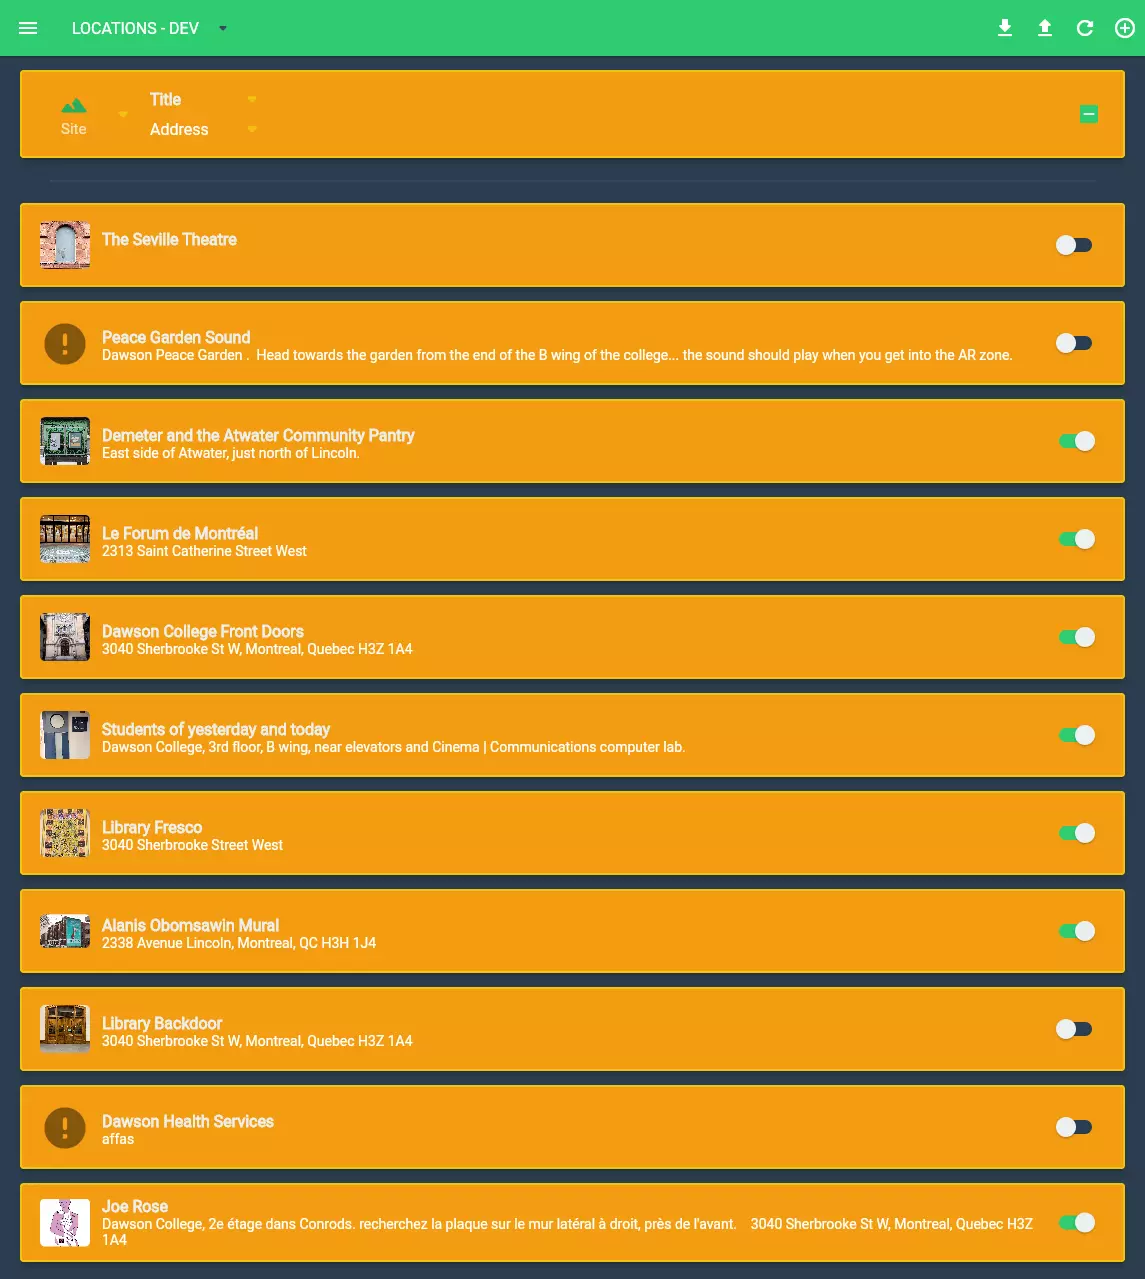 LOCATIONS - DEV
Title
Site
Address
The Seville Theatre
Peace Garden Sound
Dawson Peace Garden .  Head towards the garden from the end of the B wing of the college... the sound should play when you get into the AR zone.
Demeter and the Atwater Community Pantry
East side of Atwater, just north of Lincoln.
Le Forum de Montréal
2313 Saint Catherine Street West
Dawson College Front Doors
3040 Sherbrooke St W, Montreal, Quebec H3Z 1A4
Students of yesterday and today
Dawson College, 3rd floor, B wing, near elevators and Cinema | Communications computer lab.
Library Fresco
3040 Sherbrooke Street West
Alanis Obomsawin Mural
2338 Avenue Lincoln, Montreal, QC H3H 1J4
Library Backdoor
3040 Sherbrooke St W, Montreal, Quebec H3Z 1A4
Dawson Health Services
affas
Joe Rose
Dawson College, 2e étage dans Conrods. recherchez la plaque sur le mur latéral à droit, près de l'avant.    3040 Sherbrooke St W, Montreal, Quebec H3Z
1A4